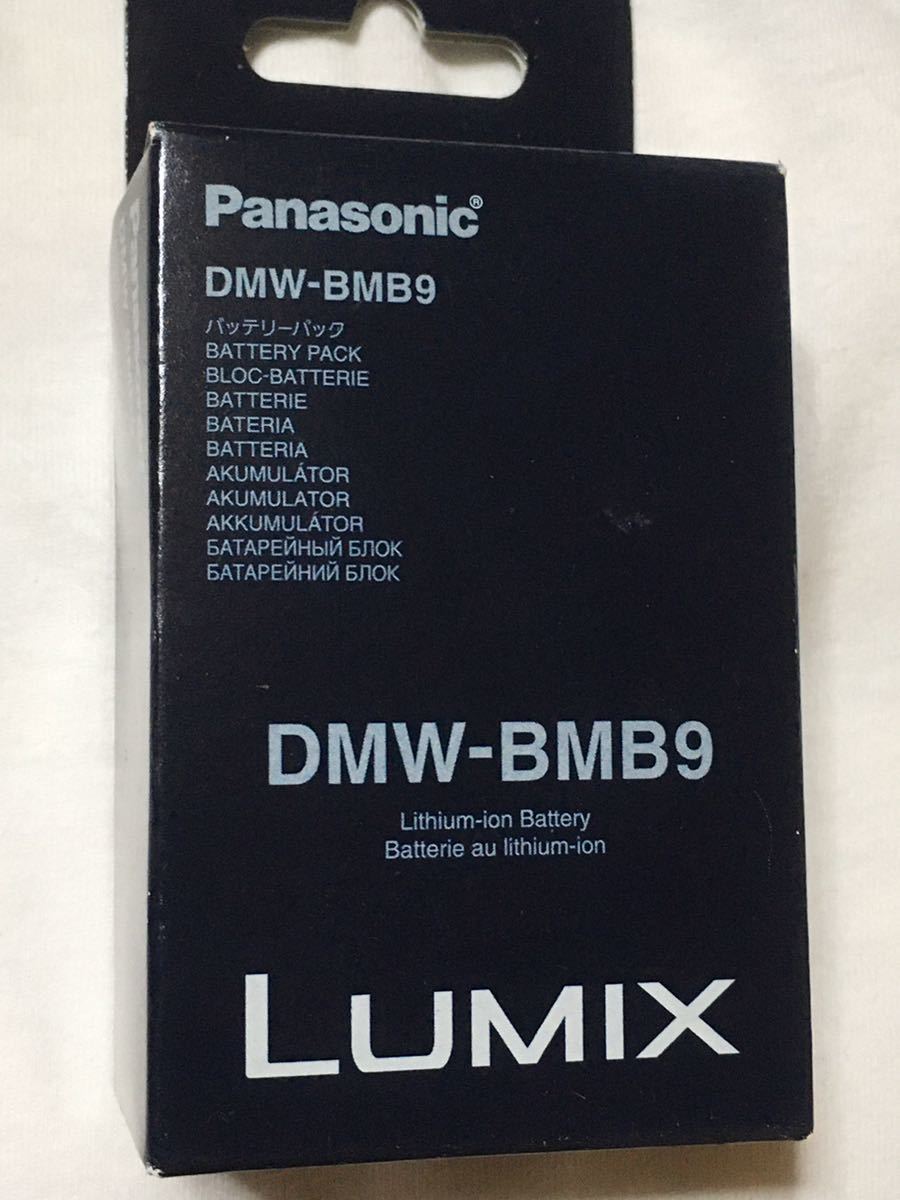 Panasonic®
DMW-BMB9
バッテリーパック
BATTERY PACK
BLOC-BATTERIE
BATTERIE
BATERIA
BATTERIA
AKUMULÁTOR
AKUMULATOR
AKKUMULÁTOR
БАТАРЕЙНЫЙ БЛОК
БАТАРЕЙНИЙ БЛОК
DMW-BMB9
Lithium-ion Battery
Batterie au lithium-ion
LUMIX